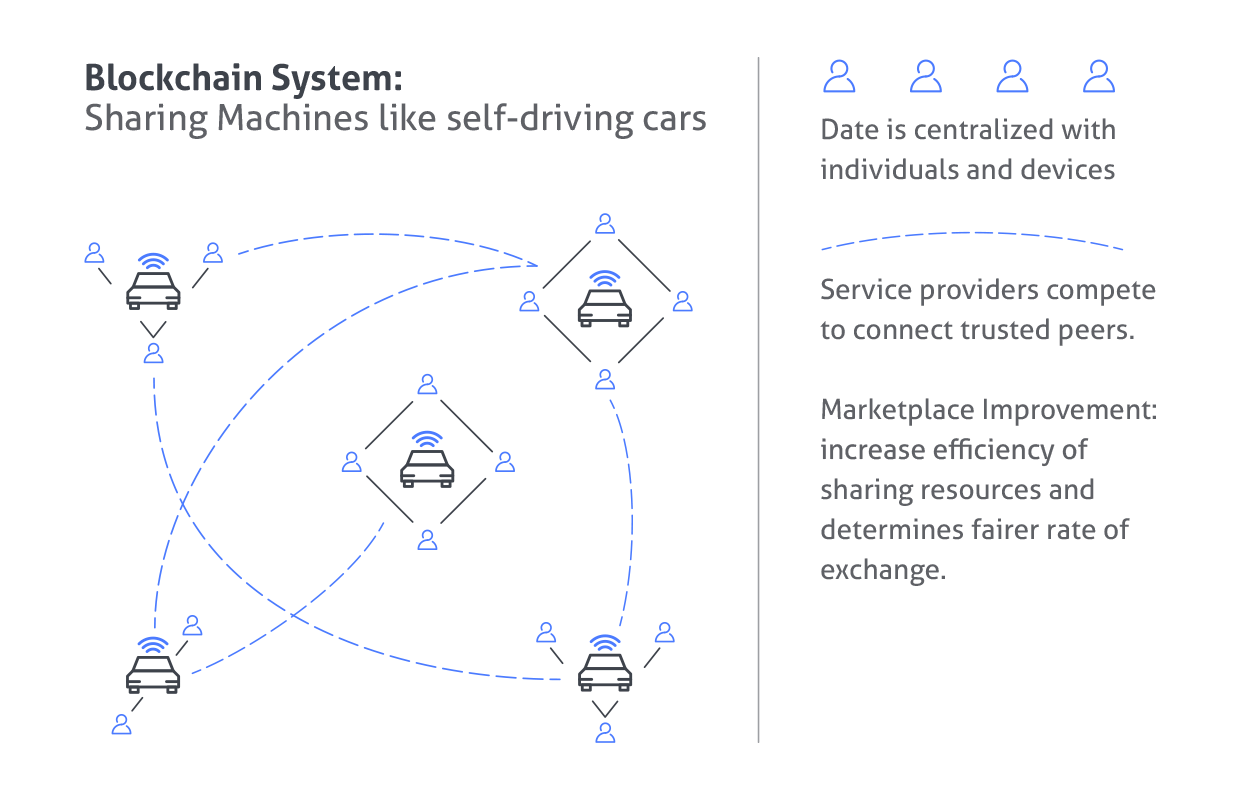 Blockchain System:
Sharing Machines like self-driving cars
Date is centralized with
individuals and devices
Service providers compete
to connect trusted peers.
Marketplace Improvement:
increase efficiency of
sharing resources and
determines fairer rate of
exchange.